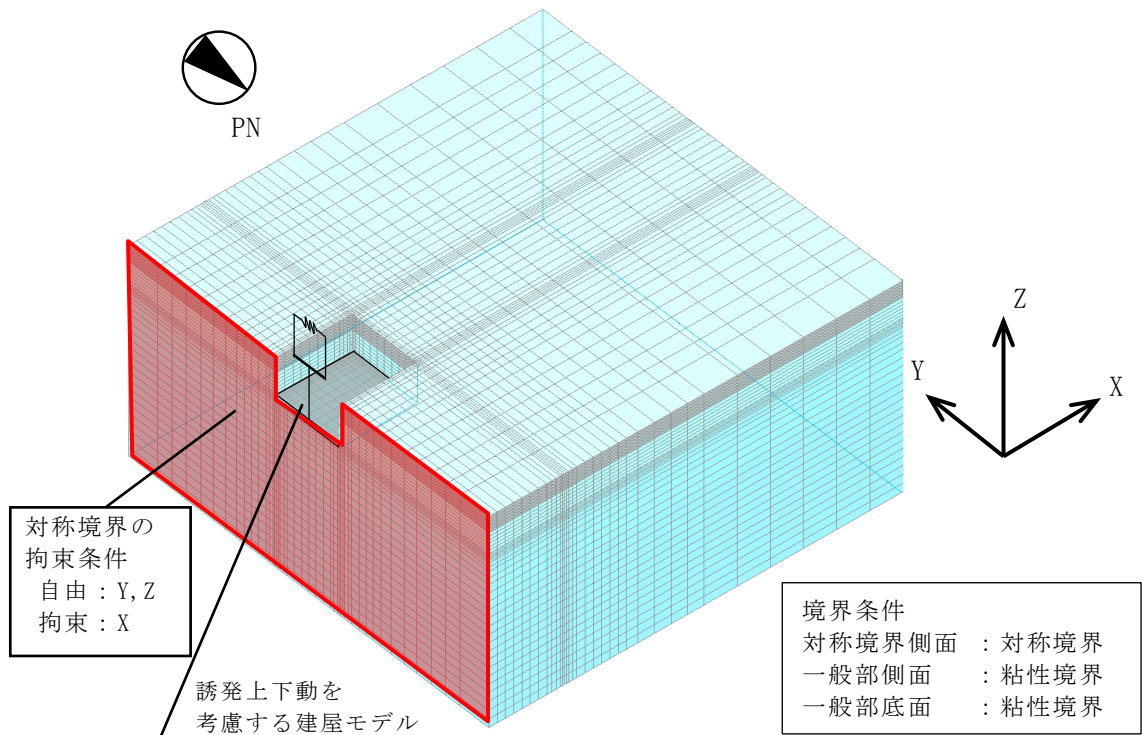 PN
Z
Y
X
対称境界の
拘束条件
自由：Y,Z
拘束：X
誘発上下動を
考慮する建屋モデル
境界条件
対称境界側面 ：対称境界
一般部側面 ：粘性境界
一般部底面 ：粘性境界